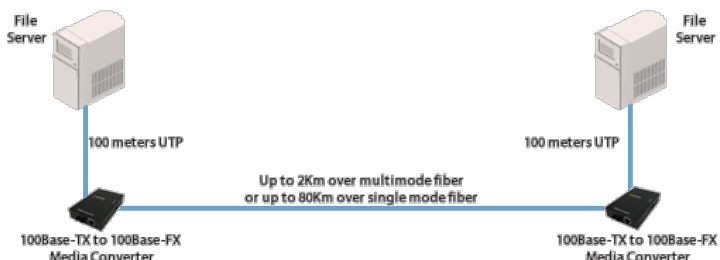 File
Server
File
Server
100 meters UTP
100 meters UTP
Up to 2Km over multimode fiber
or up to 80Km over single mode fiber
100Base-TX to 100Base-FX
Media Converter
100Base-TX to 100Base-FX
Media Converter